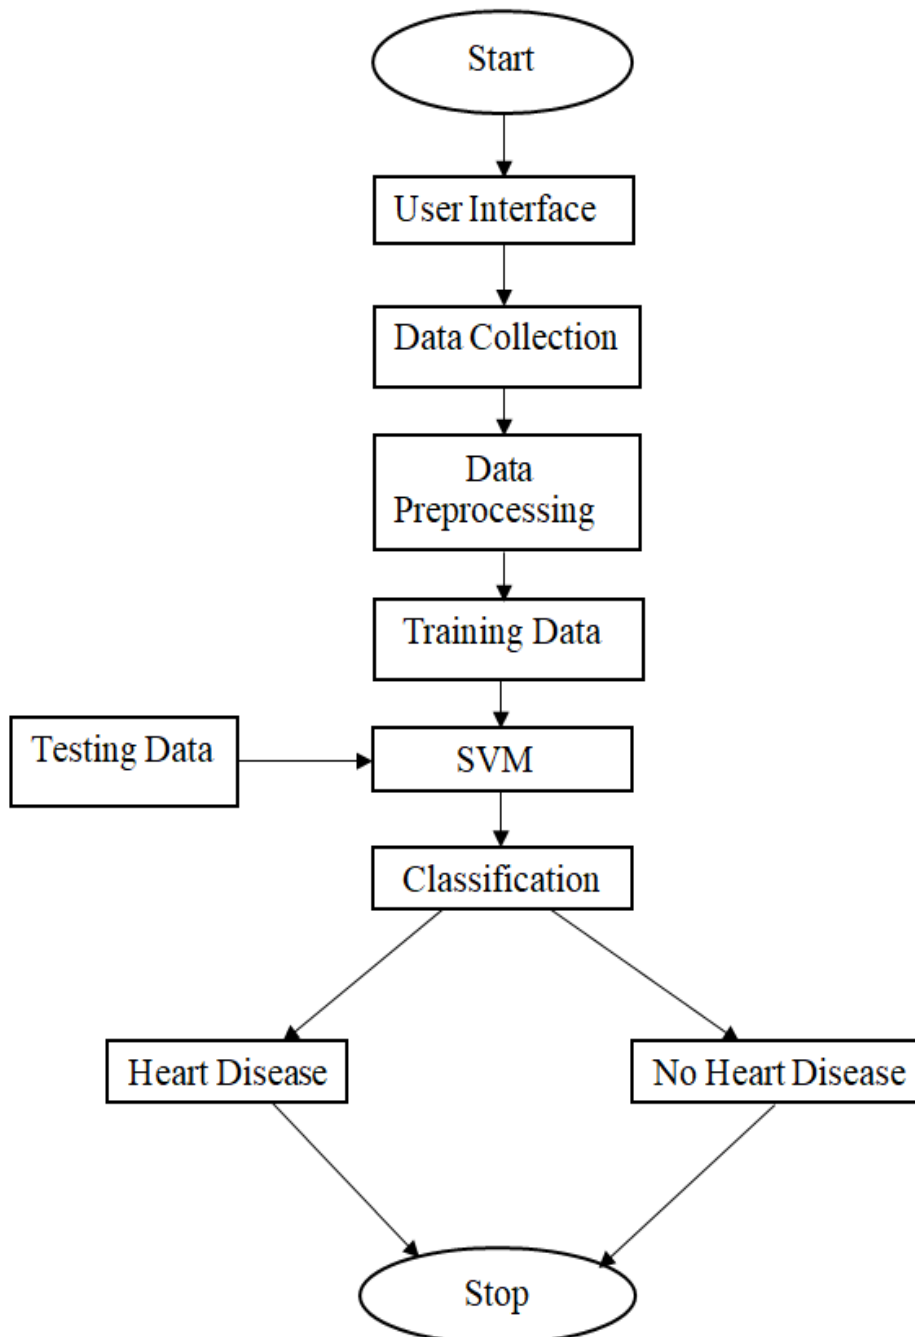 Start
User Interface
Data Collection
Data
Preprocessing
Training Data
Testing Data
SVM
Classification
Heart Disease
No Heart Disease
Stop